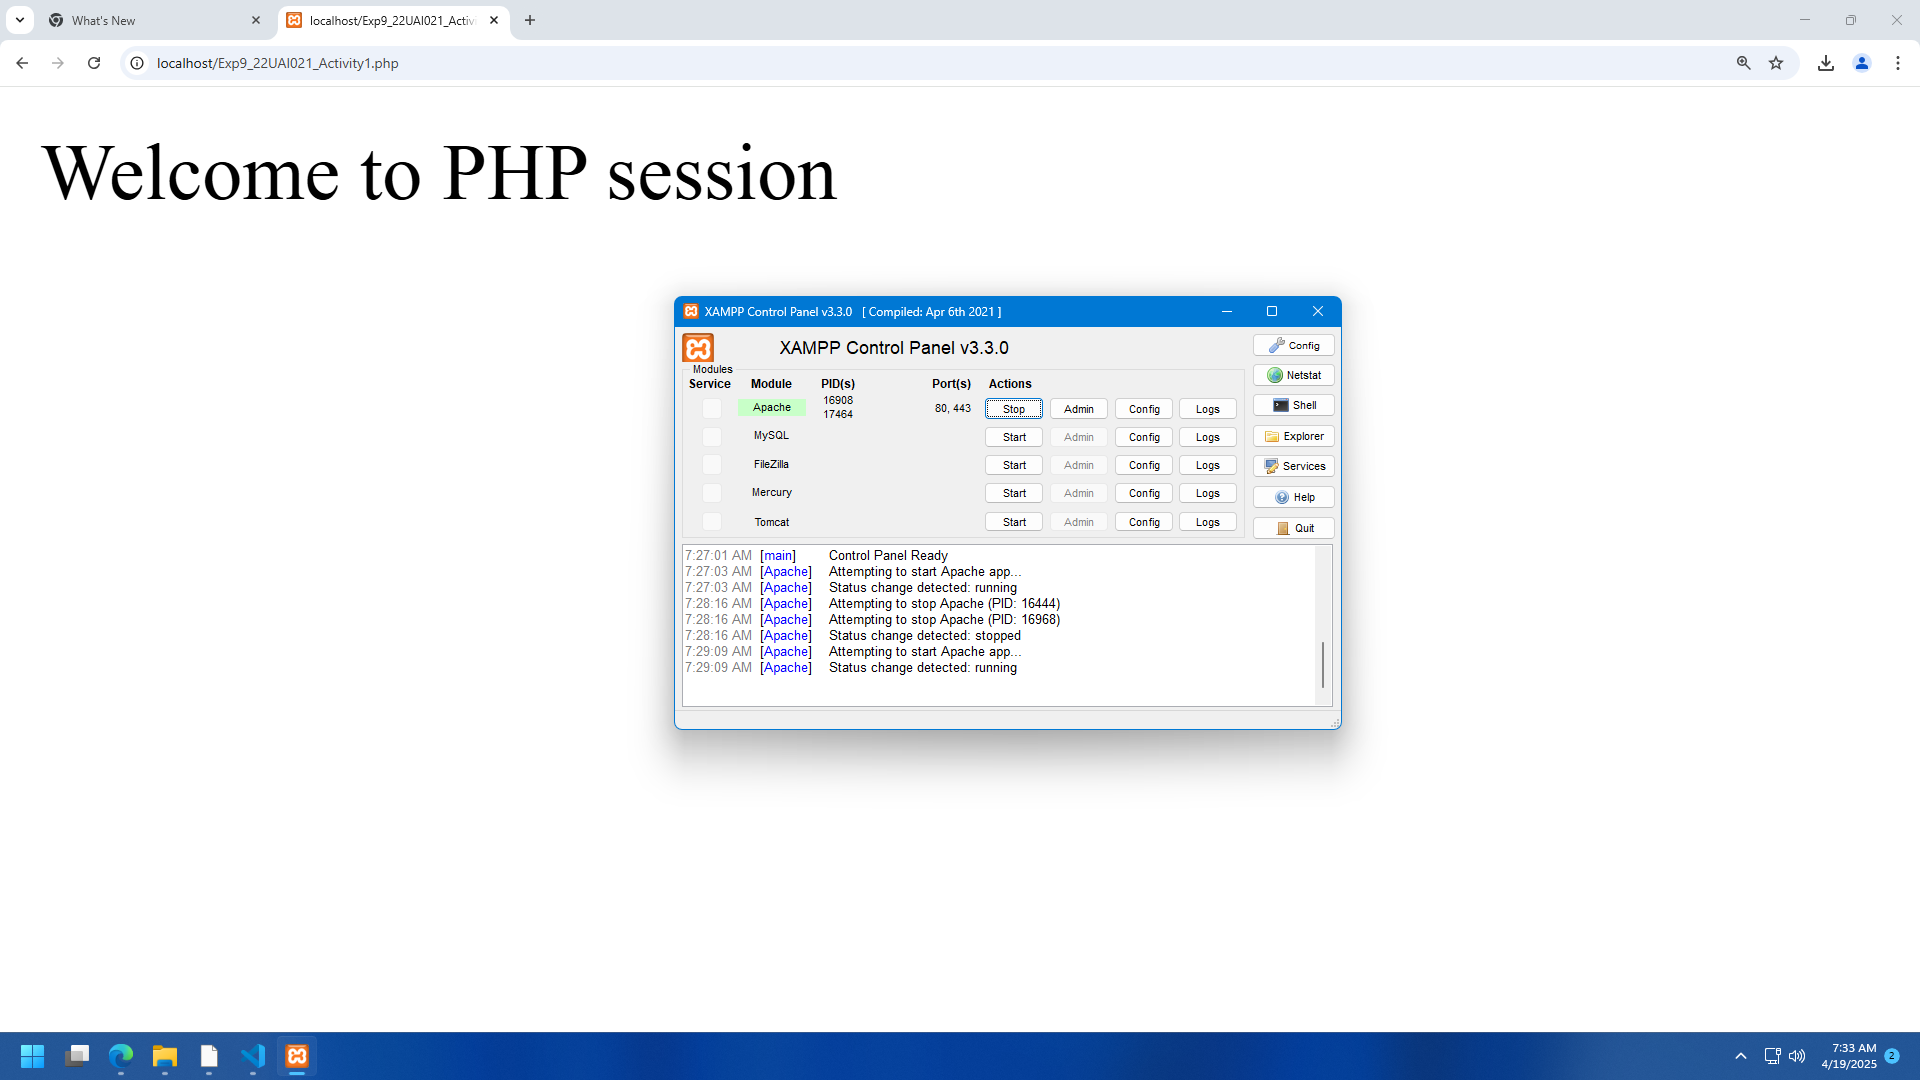 What's New
localhost/Exp9_22UAI021_Activi
localhost/Exp9_22UAI021_Activity1.php
Welcome to PHP session
XAMPP Control Panel v3.3.0 [ Compiled: Apr 6th 2021 ]
XAMPP Control Panel v3.3.0
Config
Modules
Service Module PID(s) Port(s) Actions
Netstat
Apache 16908 17464 80, 443 Stop Admin Config Logs
Shell
MySQL Start Admin Config Logs
Explorer
FileZilla Start Admin Config Logs
Services
Mercury Start Admin Config Logs
Help
Tomcat Start Admin Config Logs
Quit
7:27:01 AM [main] Control Panel Ready
7:27:03 AM [Apache] Attempting to start Apache app...
7:27:03 AM [Apache] Status change detected: running
7:28:16 AM [Apache] Attempting to stop Apache (PID: 16444)
7:28:16 AM [Apache] Attempting to stop Apache (PID: 16968)
7:28:16 AM [Apache] Status change detected: stopped
7:29:09 AM [Apache] Attempting to start Apache app...
7:29:09 AM [Apache] Status change detected: running
7:33 AM
4/19/2025
2